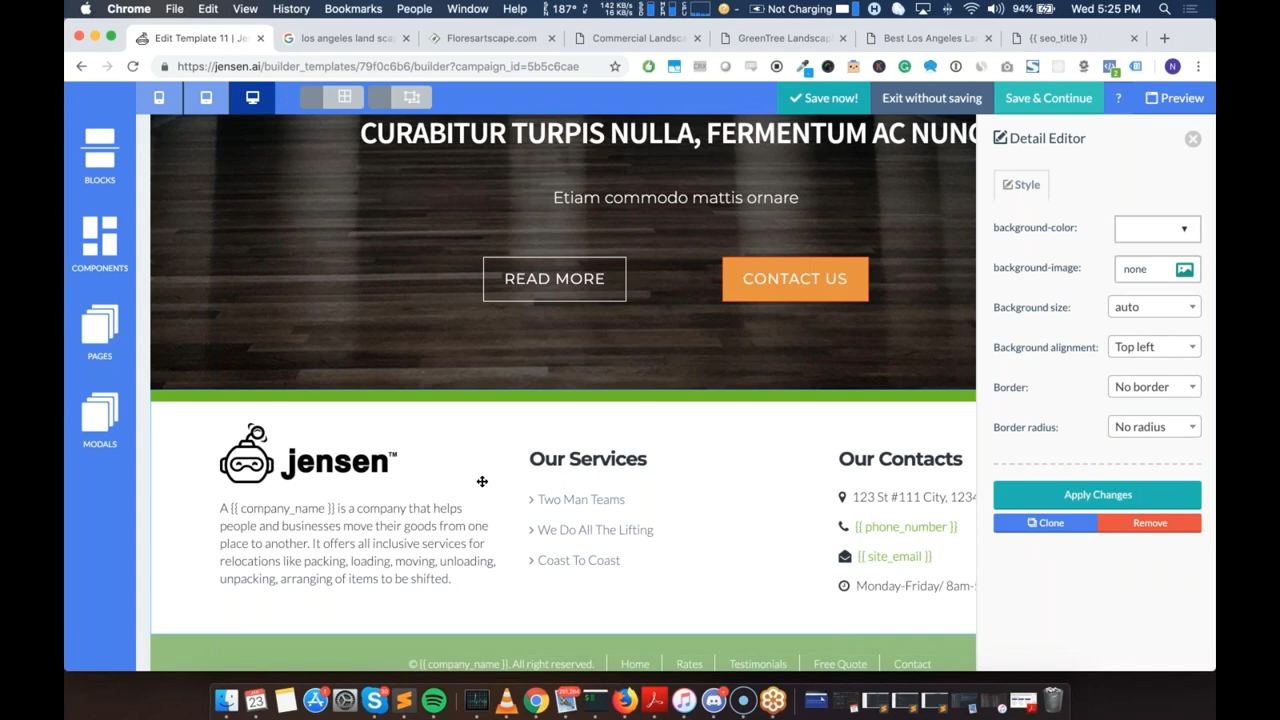 Chrome File Edit View History Bookmarks People Window Help 187° 142 KB/s 16 KB/s Not Charging 94% Wed 5:25 PM
Edit Template 11 | Je
los angeles land sca
Floresartscape.com
Commercial Landsc
GreenTree Landscap
Best Los Angeles La
{{ seo_title }}
https://jensen.ai/builder_templates/79f0c6b6/builder?campaign_id=5b5c6cae
Save now! Exit without saving Save & Continue ? Preview
BLOCKS
COMPONENTS
PAGES
MODALS
CURABITUR TURPIS NULLA, FERMENTUM AC NUNC
Etiam commodo mattis ornare
READ MORE
CONTACT US
jensen™
A {{ company_name }} is a company that helps
people and businesses move their goods from one
place to another. It offers all inclusive services for
relocations like packing, loading, moving, unloading,
unpacking, arranging of items to be shifted.
Our Services
> Two Man Teams
> We Do All The Lifting
> Coast To Coast
Our Contacts
123 St #111 City, 1234
{{ phone_number }}
{{ site_email }}
Monday-Friday/ 8am-
© {{ company_name }}. All right reserved. Home Rates Testimonials Free Quote Contact
Detail Editor
Style
background-color:
background-image: none
Background size: auto
Background alignment: Top left
Border: No border
Border radius: No radius
Apply Changes
Clone Remove